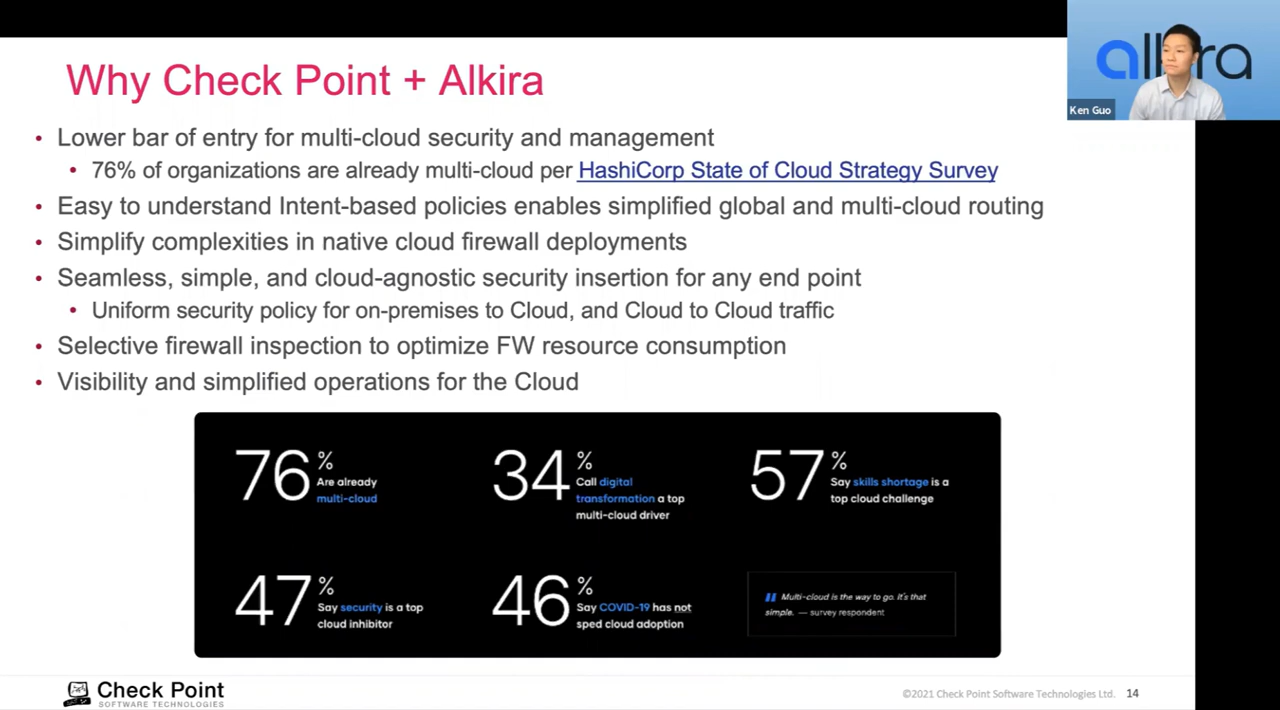 Why Check Point + Alkira
alkira
Ken Guo
• Lower bar of entry for multi-cloud security and management
• 76% of organizations are already multi-cloud per HashiCorp State of Cloud Strategy Survey
• Easy to understand Intent-based policies enables simplified global and multi-cloud routing
• Simplify complexities in native cloud firewall deployments
• Seamless, simple, and cloud-agnostic security insertion for any end point
• Uniform security policy for on-premises to Cloud, and Cloud to Cloud traffic
• Selective firewall inspection to optimize FW resource consumption
• Visibility and simplified operations for the Cloud
76%
Are already
multi-cloud
34%
Call digital
transformation a top
multi-cloud driver
57%
Say skills shortage is a
top cloud challenge
47%
Say security is a top
cloud inhibitor
46%
Say COVID-19 has not
sped cloud adoption
" Multi-cloud is the way to go. It's that
simple. — survey respondent
Check Point
SOFTWARE TECHNOLOGIES
©2021 Check Point Software Technologies Ltd. 14